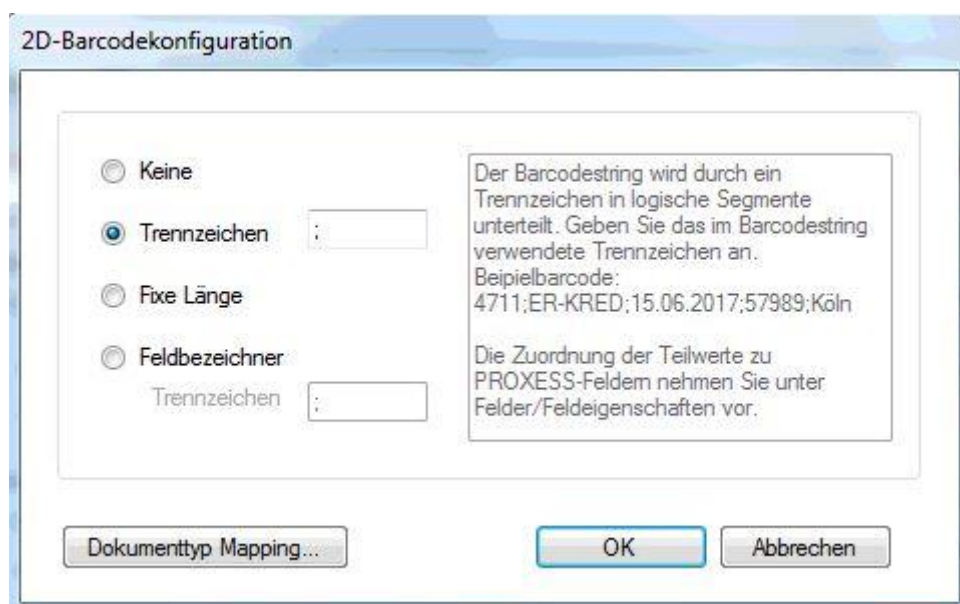 2D-Barcodekonfiguration
Keine
Trennzeichen ;
Fixe Länge
Feldbezeichner
Trennzeichen ;
Der Barcodestring wird durch ein
Trennzeichen in logische Segmente
unterteilt. Geben Sie das im Barcodestring
verwendete Trennzeichen an.
Beipielbarcode:
4711;ER-KRED;15.06.2017;57989;Köln
Die Zuordnung der Teilwerte zu
PROXESS-Feldern nehmen Sie unter
Felder/Feldeigenschaften vor.
Dokumenttyp Mapping...
OK
Abbrechen